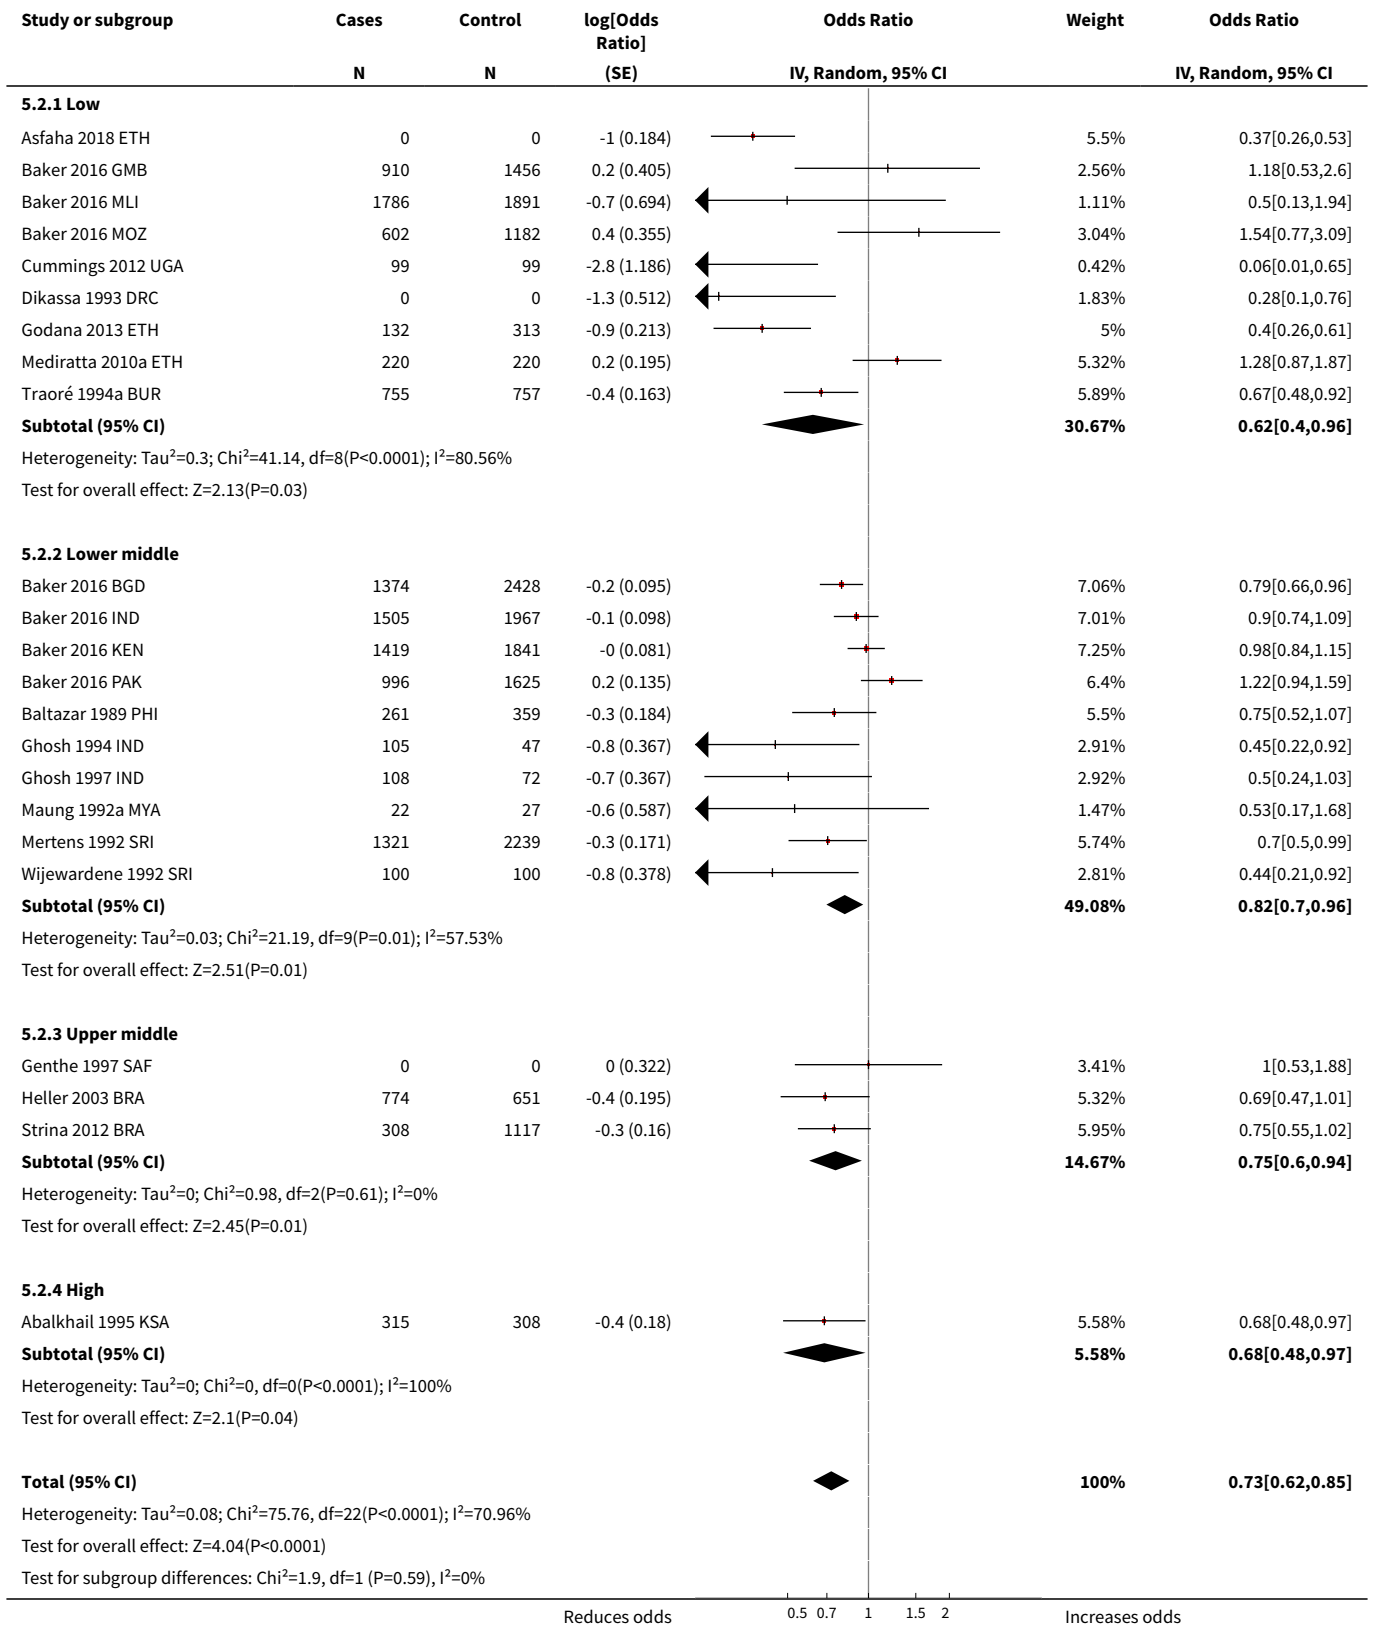 Study or subgroup Cases Control log[Odds Ratio] Odds Ratio Weight Odds Ratio
N N (SE) IV, Random, 95% CI IV, Random, 95% CI
5.2.1 Low
Asfaha 2018 ETH 0 0 -1 (0.184) 5.5% 0.37[0.26,0.53]
Baker 2016 GMB 910 1456 0.2 (0.405) 2.56% 1.18[0.53,2.6]
Baker 2016 MLI 1786 1891 -0.7 (0.694) 1.11% 0.5[0.13,1.94]
Baker 2016 MOZ 602 1182 0.4 (0.355) 3.04% 1.54[0.77,3.09]
Cummings 2012 UGA 99 99 -2.8 (1.186) 0.42% 0.06[0.01,0.65]
Dikassa 1993 DRC 0 0 -1.3 (0.512) 1.83% 0.28[0.1,0.76]
Godana 2013 ETH 132 313 -0.9 (0.213) 5% 0.4[0.26,0.61]
Mediratta 2010a ETH 220 220 0.2 (0.195) 5.32% 1.28[0.87,1.87]
Traoré 1994a BUR 755 757 -0.4 (0.163) 5.89% 0.67[0.48,0.92]
Subtotal (95% CI) 30.67% 0.62[0.4,0.96]
Heterogeneity: Tau²=0.3; Chi²=41.14, df=8(P<0.0001); I²=80.56%
Test for overall effect: Z=2.13(P=0.03)
5.2.2 Lower middle
Baker 2016 BGD 1374 2428 -0.2 (0.095) 7.06% 0.79[0.66,0.96]
Baker 2016 IND 1505 1967 -0.1 (0.098) 7.01% 0.9[0.74,1.09]
Baker 2016 KEN 1419 1841 -0 (0.081) 7.25% 0.98[0.84,1.15]
Baker 2016 PAK 996 1625 0.2 (0.135) 6.4% 1.22[0.94,1.59]
Baltazar 1989 PHI 261 359 -0.3 (0.184) 5.5% 0.75[0.52,1.07]
Ghosh 1994 IND 105 47 -0.8 (0.367) 2.91% 0.45[0.22,0.92]
Ghosh 1997 IND 108 72 -0.7 (0.367) 2.92% 0.5[0.24,1.03]
Maung 1992a MYA 22 27 -0.6 (0.587) 1.47% 0.53[0.17,1.68]
Mertens 1992 SRI 1321 2239 -0.3 (0.171) 5.74% 0.7[0.5,0.99]
Wijewardene 1992 SRI 100 100 -0.8 (0.378) 2.81% 0.44[0.21,0.92]
Subtotal (95% CI) 49.08% 0.82[0.7,0.96]
Heterogeneity: Tau²=0.03; Chi²=21.19, df=9(P=0.01); I²=57.53%
Test for overall effect: Z=2.51(P=0.01)
5.2.3 Upper middle
Genthe 1997 SAF 0 0 0 (0.322) 3.41% 1[0.53,1.88]
Heller 2003 BRA 774 651 -0.4 (0.195) 5.32% 0.69[0.47,1.01]
Strina 2012 BRA 308 1117 -0.3 (0.16) 5.95% 0.75[0.55,1.02]
Subtotal (95% CI) 14.67% 0.75[0.6,0.94]
Heterogeneity: Tau²=0; Chi²=0.98, df=2(P=0.61); I²=0%
Test for overall effect: Z=2.45(P=0.01)
5.2.4 High
Abalkhail 1995 KSA 315 308 -0.4 (0.18) 5.58% 0.68[0.48,0.97]
Subtotal (95% CI) 5.58% 0.68[0.48,0.97]
Heterogeneity: Tau²=0; Chi²=0, df=0(P<0.0001); I²=100%
Test for overall effect: Z=2.1(P=0.04)
Total (95% CI) 100% 0.73[0.62,0.85]
Heterogeneity: Tau²=0.08; Chi²=75.76, df=22(P<0.0001); I²=70.96%
Test for overall effect: Z=4.04(P<0.0001)
Test for subgroup differences: Chi²=1.9, df=1 (P=0.59), I²=0%
Reduces odds 0.5 0.7 1 1.5 2 Increases odds